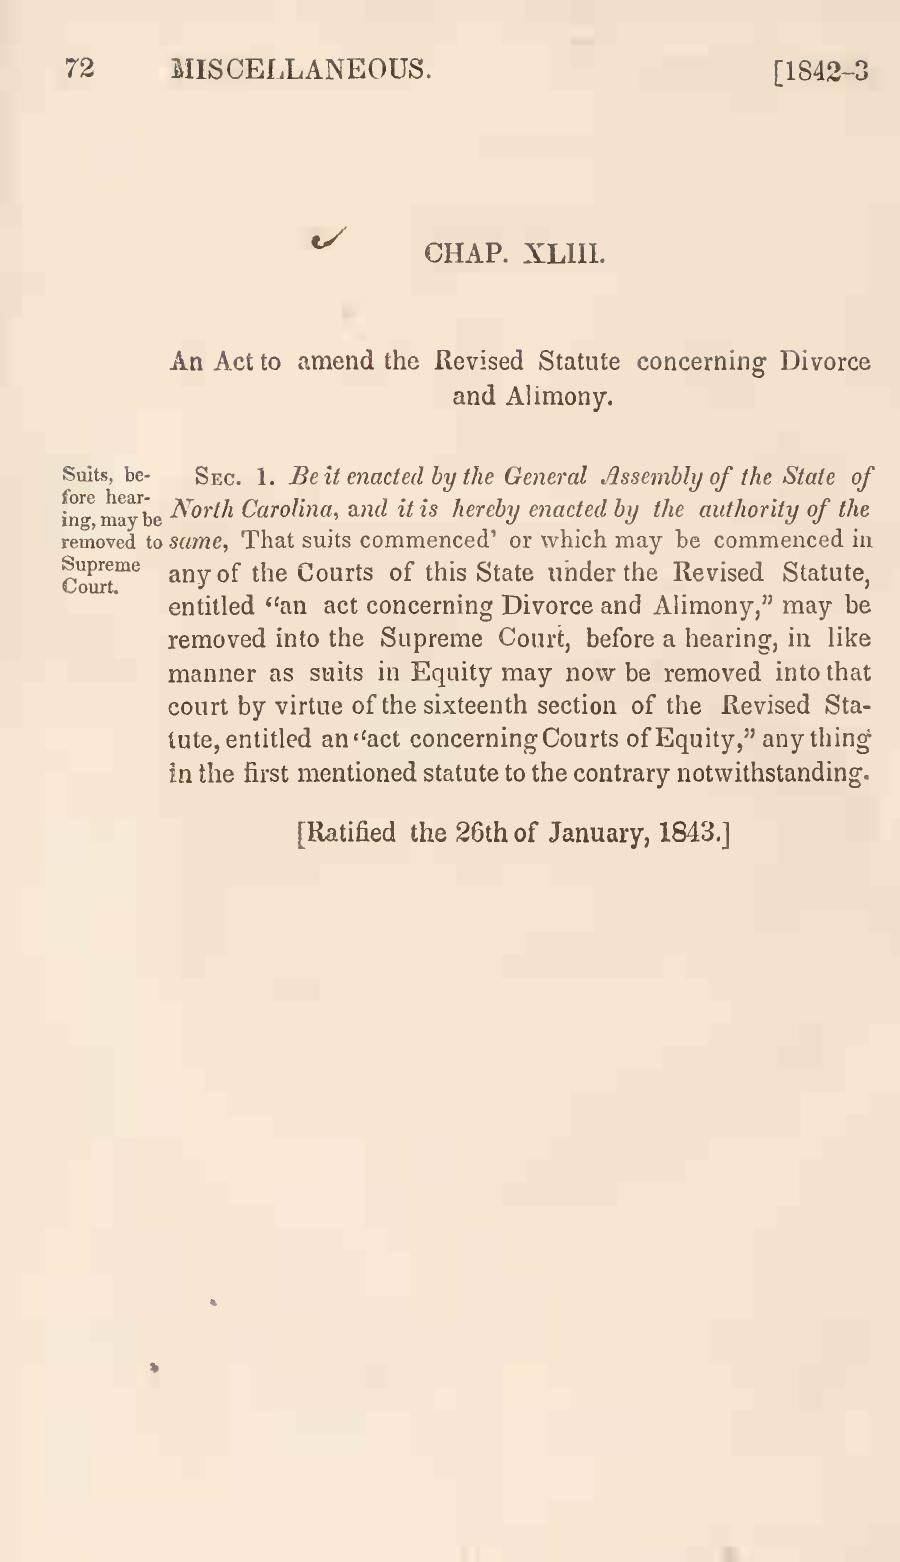 72 MISCELLANEOUS. [1842–3
CHAP. XLIII.
An Act to amend the Revised Statute concerning Divorce
and Alimony.
Suits, be-
fore hear-
ing, may be
removed to
Supreme
Court.
SEC. 1. Be it enacted by the General Assembly of the State of
North Carolina, and it is hereby enacted by the authority of the
same, That suits commenced' or which may be commenced in
any of the Courts of this State under the Revised Statute,
entitled "an act concerning Divorce and Alimony," may be
removed into the Supreme Court, before a hearing, in like
manner as suits in Equity may now be removed into that
court by virtue of the sixteenth section of the Revised Sta-
tute, entitled an "act concerning Courts of Equity," any thing
in the first mentioned statute to the contrary notwithstanding.
[Ratified the 26th of January, 1843.]